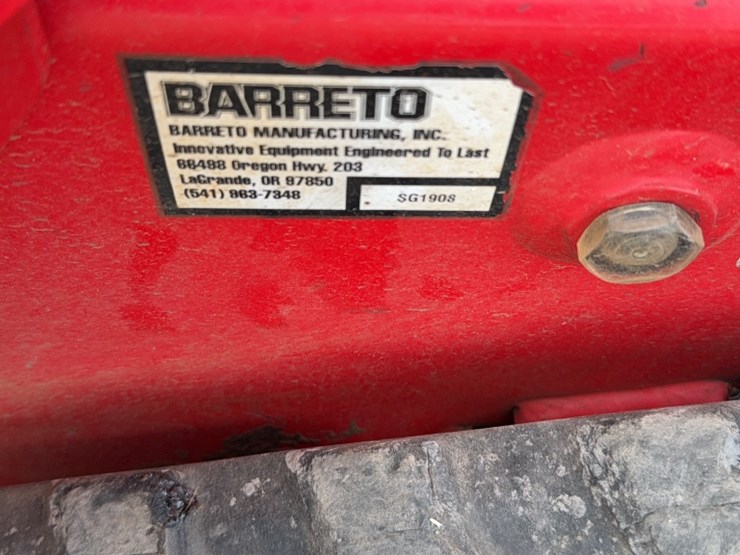 BARRETO
BARRETO MANUFACTURING, INC.
Innovative Equipment Engineered To Last
66498 Oregon Hwy. 203
LaGrande, OR 97850
(541) 963-7348
SG1908